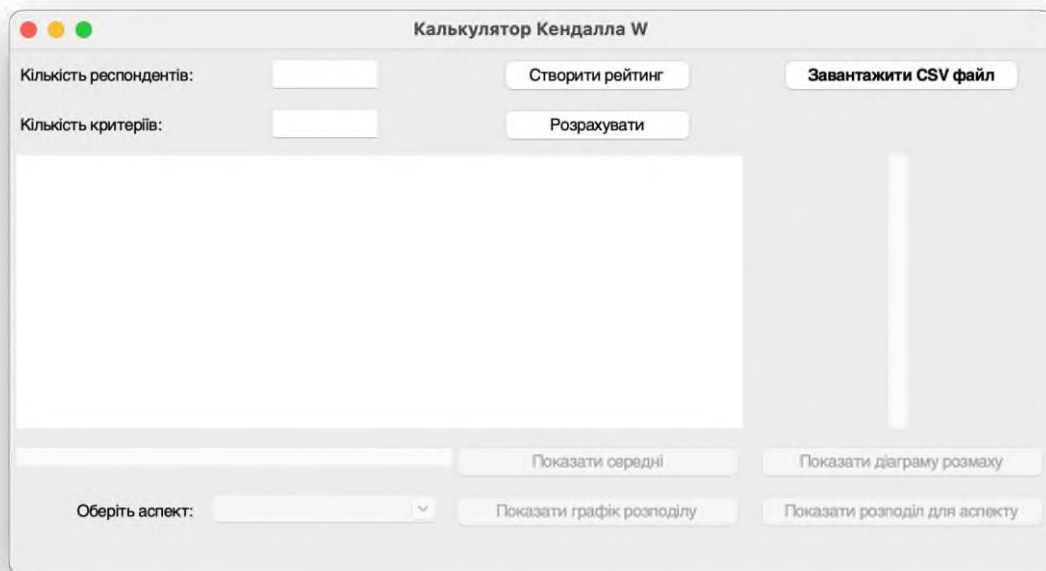 Калькулятор Кендалла W
Кількість респондентів: Створити рейтинг Завантажити CSV файл
Кількість критеріїв: Розрахувати
Показати середні Показати діаграму розмаху
Оберіть аспект: Показати графік розподілу Показати розподіл для аспекту